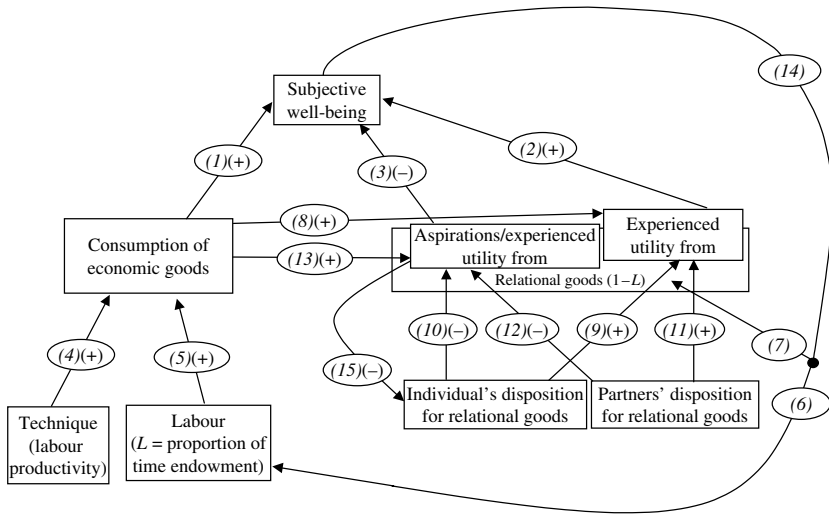 (14)
Subjective
well-being
(1)(+)
(3)(–)
(2)(+)
(8)(+)
Consumption of
economic goods
(13)(+)
Aspirations/experienced
utility from
Experienced
utility from
Relational goods (1–L)
(4)(+)
(5)(+)
(15)(–)
(10)(–)
(12)(–)
(9)(+)
(11)(+)
(7)
(6)
Technique
(labour
productivity)
Labour
(L = proportion of
time endowment)
Individual's disposition
for relational goods
Partners' disposition
for relational goods